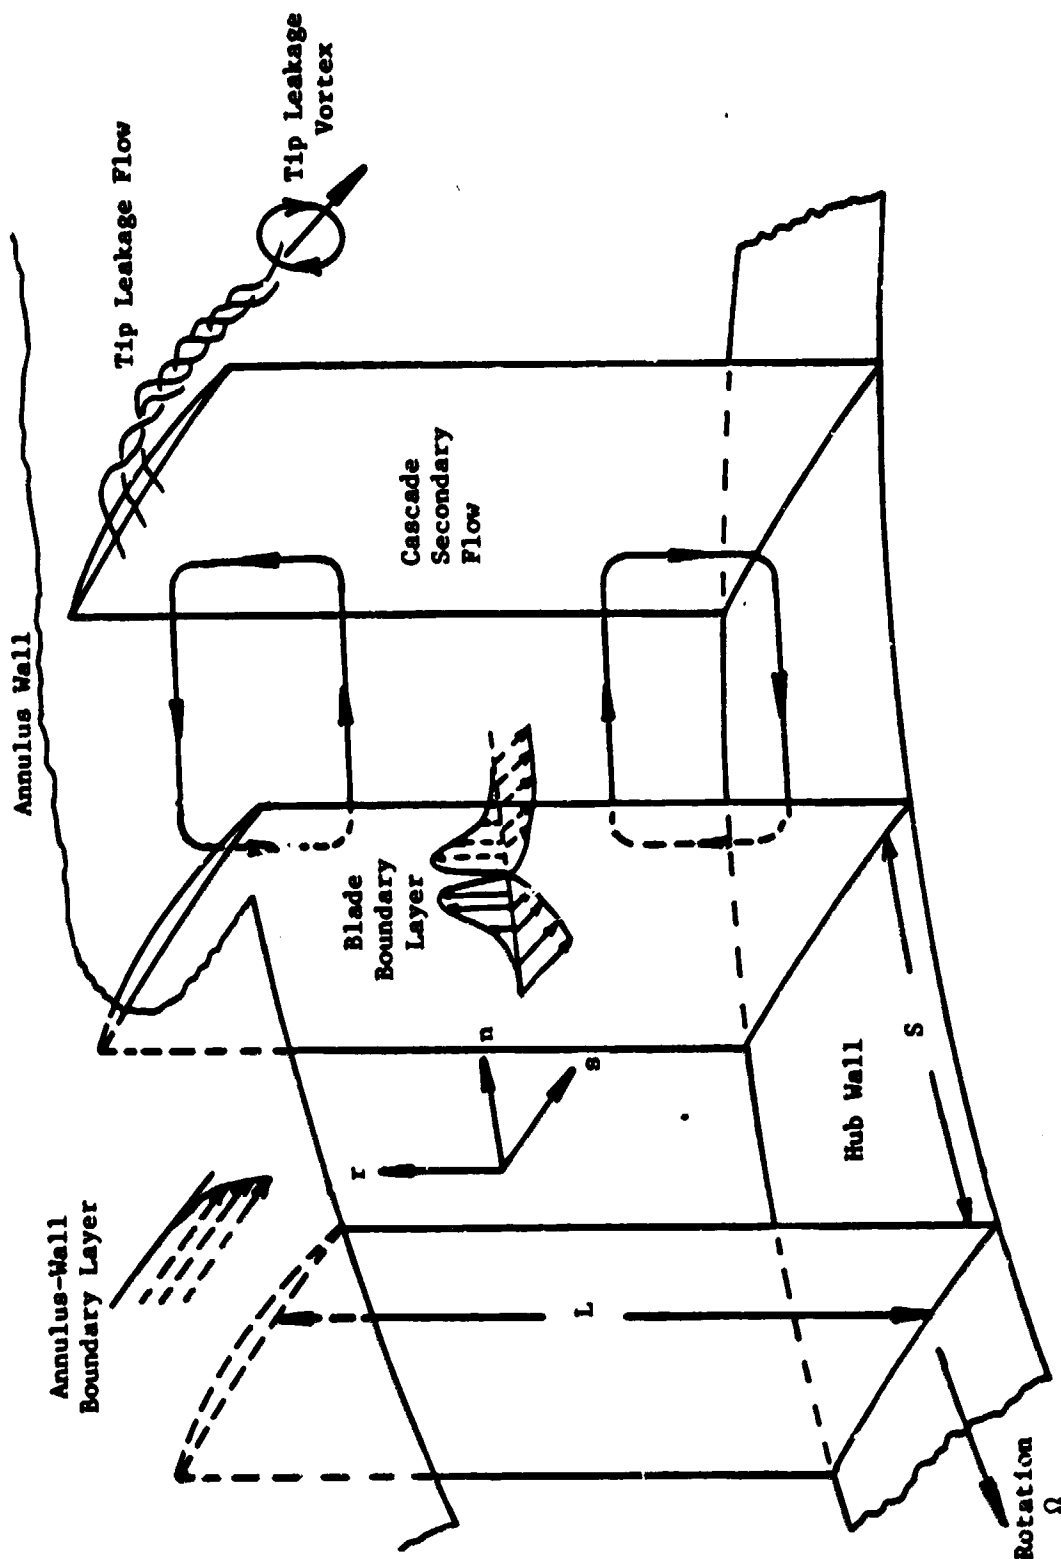 Annulus Wall
Tip Leakage Flow
Tip Leakage
Vortex
Annulus-Wall
Boundary Layer
Blade
Boundary
Layer
Cascade
Secondary
Flow
r
n
s
L
Hub Wall
S
Rotation
Ω